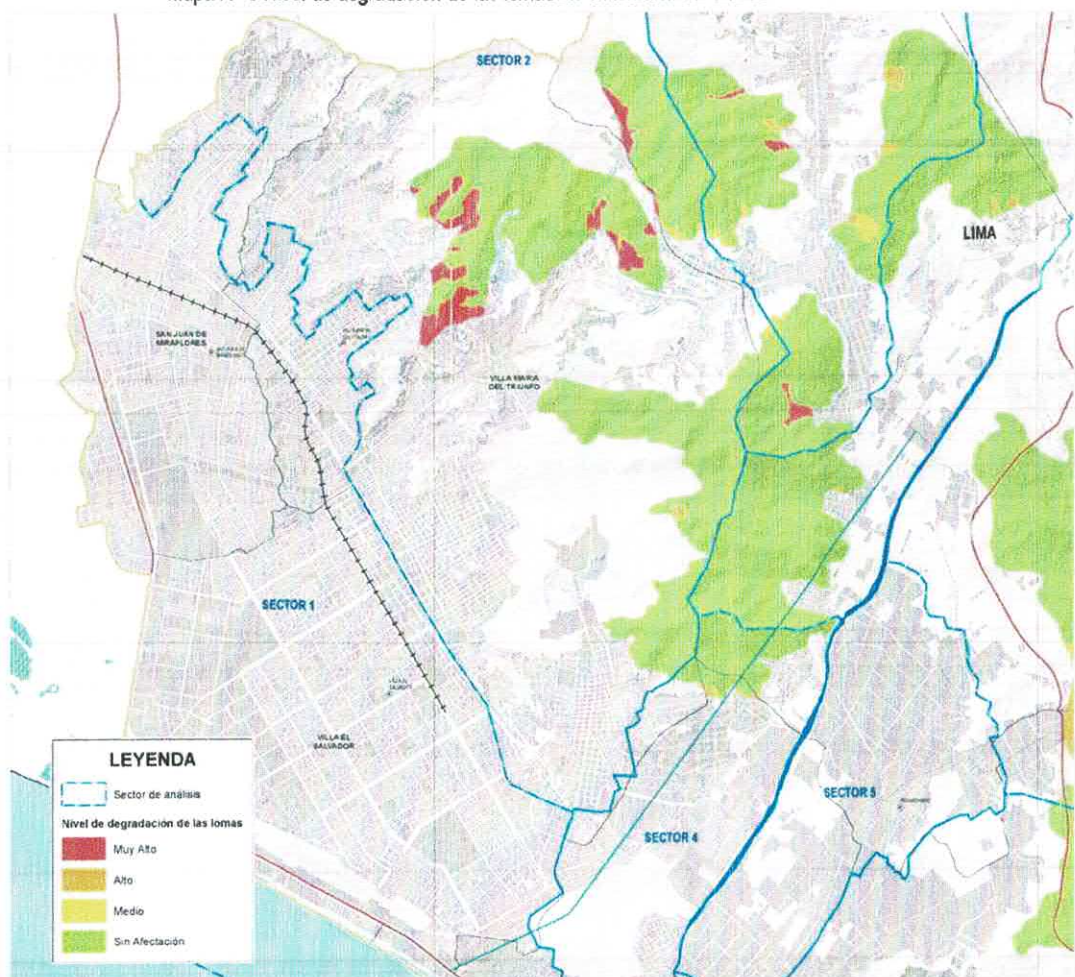 SECTOR 2
LIMA
SAN JUAN DE
MIRAFLORES
VILLA MARIA
DEL TRIUNFO
SECTOR 1
VILLA EL
SALVADOR
LEYENDA
Sector de análisis
Nivel de degradación de las lomas
Muy Alto
Alto
Medio
Sin Afectación
SECTOR 5
SECTOR 4